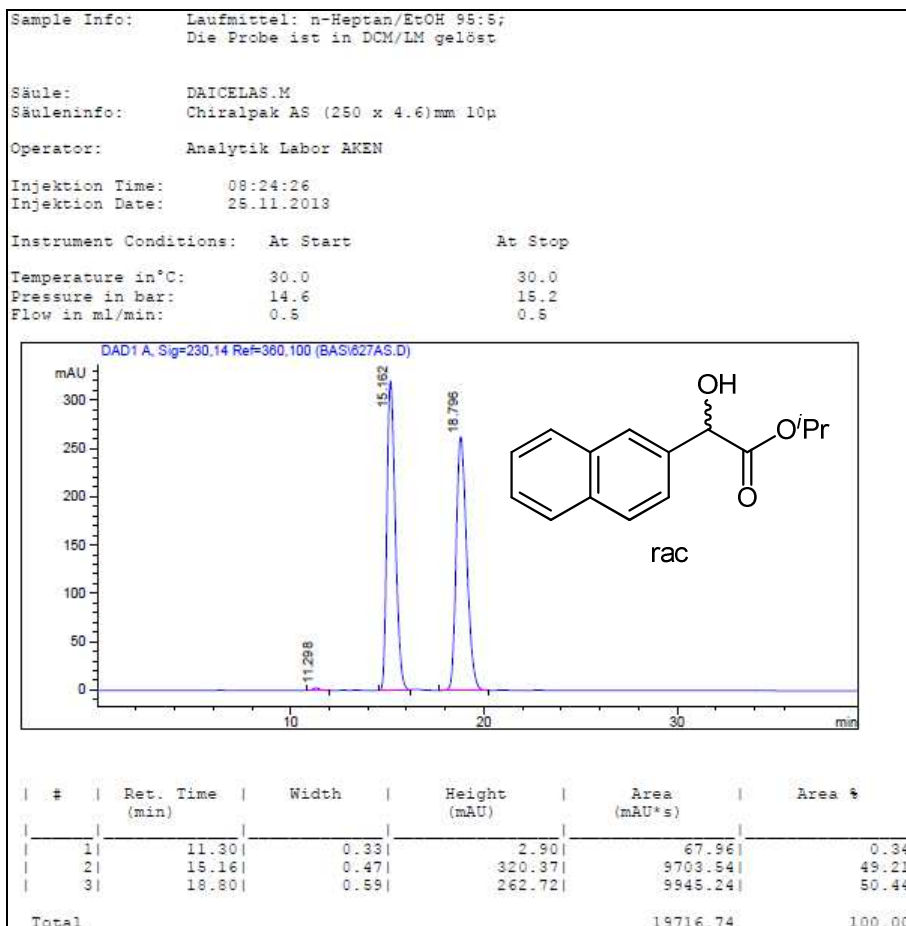 Sample Info: Laufmittel: n-Heptan/EtOH 95:5;
Die Probe ist in DCM/LM gelöst
Säule: DAICELAS.M
Säuleninfo: Chiralpak AS (250 x 4.6)mm 10µ
Operator: Analytik Labor AKEN
Injektion Time: 08:24:26
Injektion Date: 25.11.2013
Instrument Conditions: At Start At Stop
Temperature in°C: 30.0 30.0
Pressure in bar: 14.6 15.2
Flow in ml/min: 0.5 0.5
DAD1 A, Sig=230,14 Ref=360,100 (BAS\627AS.D)
mAU
300
250
200
150
100
50
0
11.298
15.162
18.796
10 20 30 min
OH
OiPr
O
rac
| # | Ret. Time | Width | Height | Area | Area %
(min) (mAU) (mAU*s)
| 1| 11.30| 0.33| 2.90| 67.96| 0.34
| 2| 15.16| 0.47| 320.37| 9703.54| 49.21
| 3| 18.80| 0.59| 262.72| 9945.24| 50.44
Total 19716.74 100.00